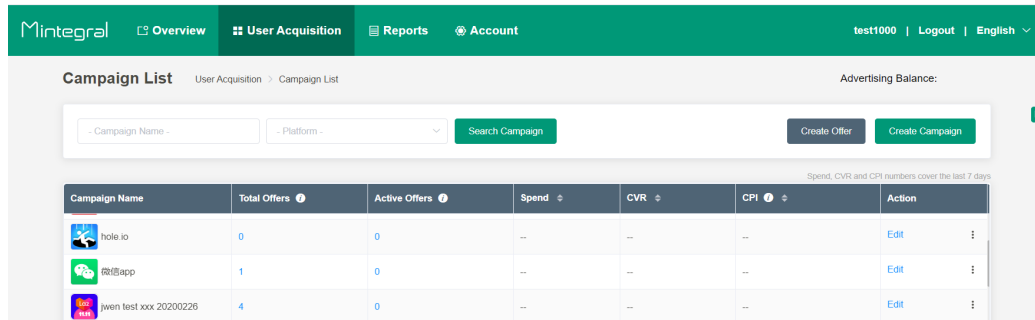 Mintegral Overview User Acquisition Reports Account test1000 | Logout | English
Campaign List User Acquisition > Campaign List Advertising Balance:
- Campaign Name - - Platform - Search Campaign Create Offer Create Campaign
Spend, CVR and CPI numbers cover the last 7 days
Campaign Name Total Offers Active Offers Spend CVR CPI Action
hole.io 0 0 -- -- -- Edit
微信app 1 0 -- -- -- Edit
jwen test xxx 20200226 4 0 -- -- -- Edit